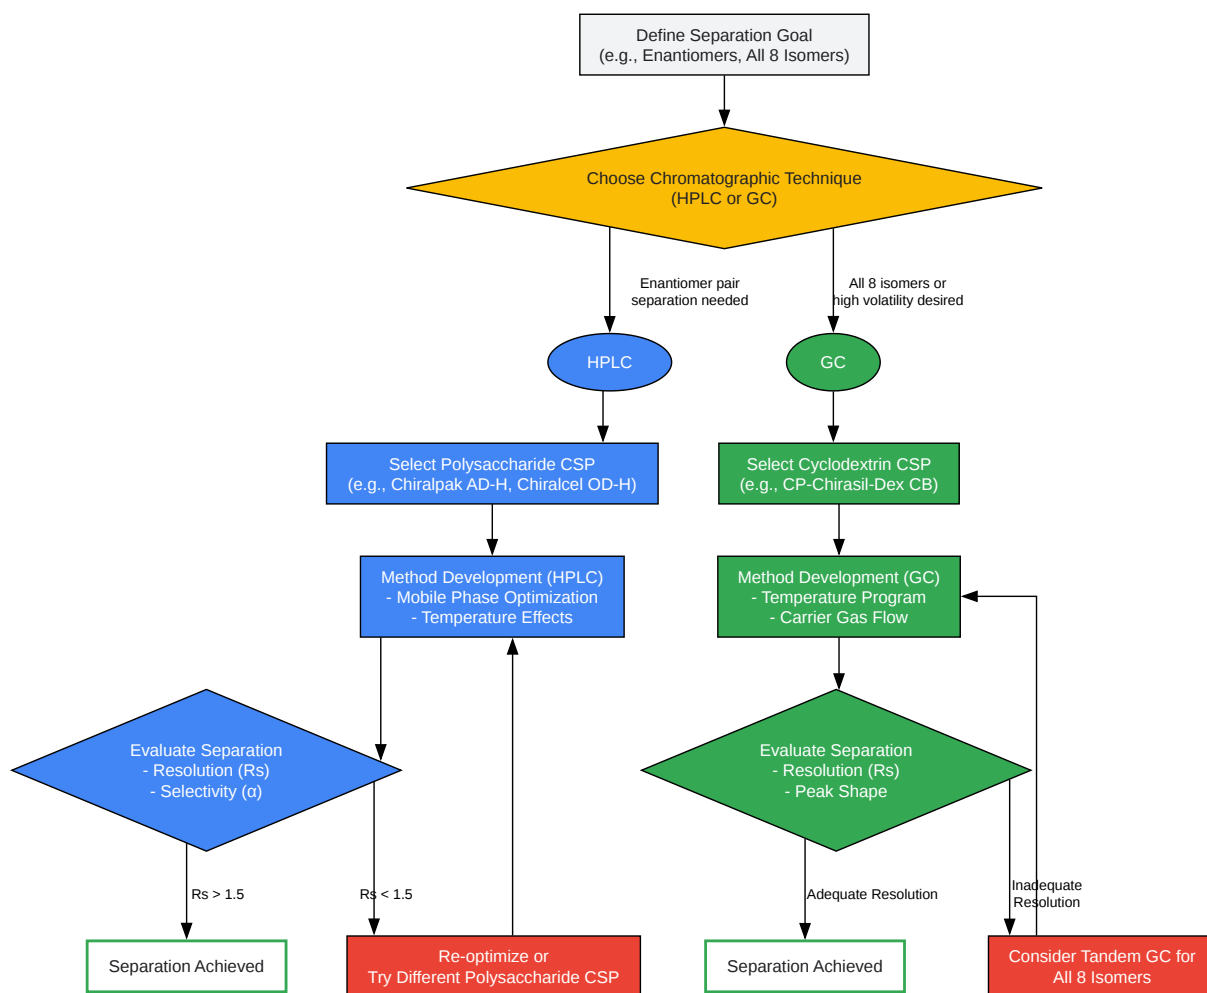 Define Separation Goal
(e.g., Enantiomers, All 8 Isomers)
Choose Chromatographic Technique
(HPLC or GC)
Enantiomer pair
separation needed
All 8 isomers or
high volatility desired
HPLC
GC
Select Polysaccharide CSP
(e.g., Chiralpak AD-H, Chiralcel OD-H)
Select Cyclodextrin CSP
(e.g., CP-Chirasil-Dex CB)
Method Development (HPLC)
- Mobile Phase Optimization
- Temperature Effects
Method Development (GC)
- Temperature Program
- Carrier Gas Flow
Evaluate Separation
- Resolution (Rs)
- Selectivity (α)
Evaluate Separation
- Resolution (Rs)
- Peak Shape
Rs > 1.5
Rs < 1.5
Adequate Resolution
Inadequate
Resolution
Separation Achieved
Re-optimize or
Try Different Polysaccharide CSP
Separation Achieved
Consider Tandem GC for
All 8 Isomers